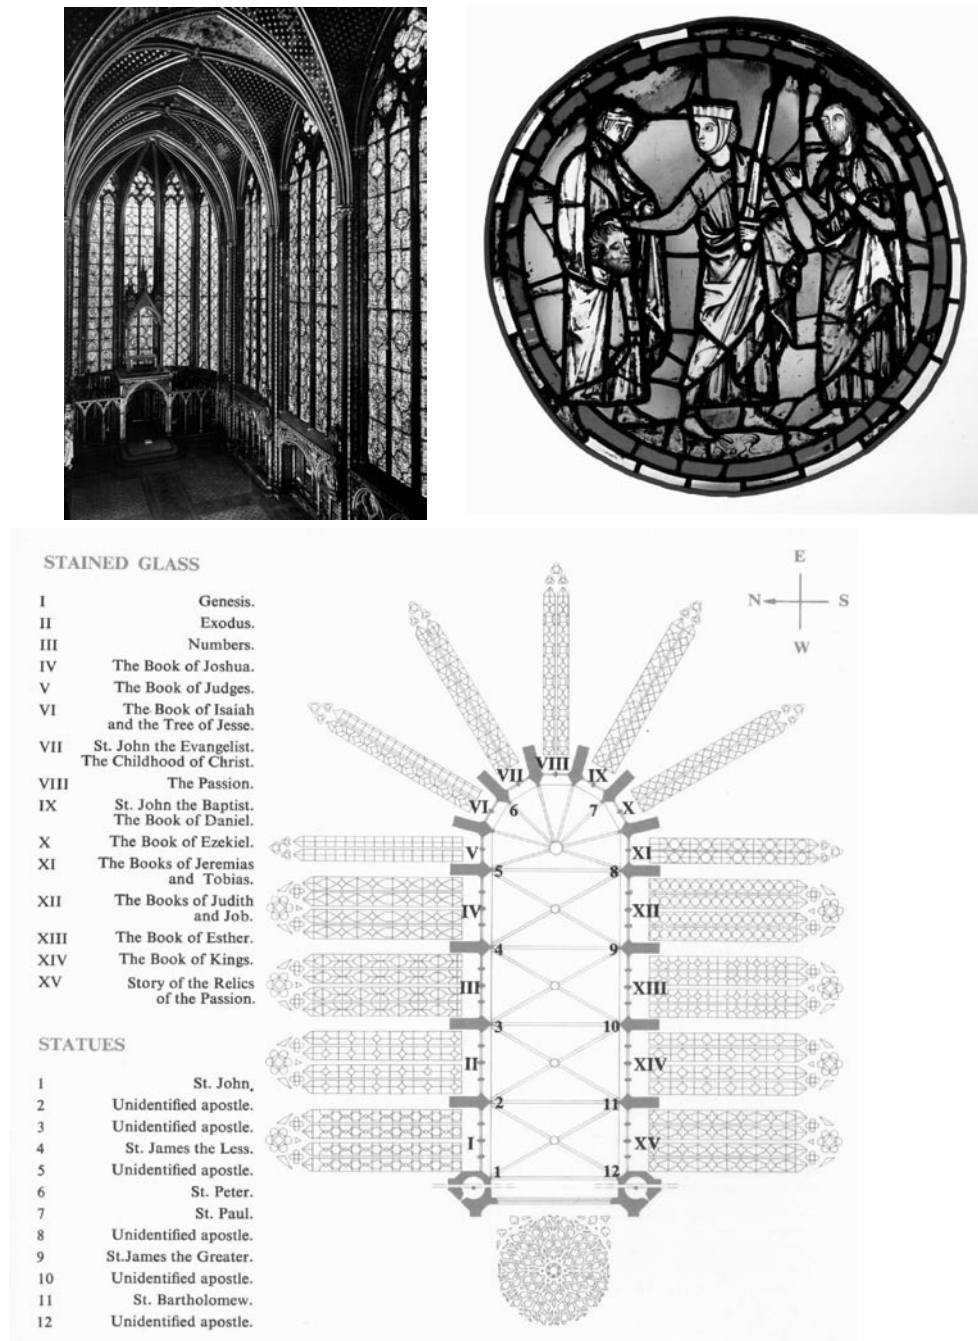 STAINED GLASS
I Genesis.
II Exodus.
III Numbers.
IV The Book of Joshua.
V The Book of Judges.
VI The Book of Isaiah
and the Tree of Jesse.
VII St. John the Evangelist.
The Childhood of Christ.
VIII The Passion.
IX St. John the Baptist.
The Book of Daniel.
X The Book of Ezekiel.
XI The Books of Jeremias
and Tobias.
XII The Books of Judith
and Job.
XIII The Book of Esther.
XIV The Book of Kings.
XV Story of the Relics
of the Passion.
STATUES
1 St. John.
2 Unidentified apostle.
3 Unidentified apostle.
4 St. James the Less.
5 Unidentified apostle.
6 St. Peter.
7 St. Paul.
8 Unidentified apostle.
9 St.James the Greater.
10 Unidentified apostle.
11 St. Bartholomew.
12 Unidentified apostle.
E
N S
W
VIII
VII IX
VI 6 7 X
V XI
5 8
IV XII
4 9
III XIII
3 10
II XIV
2 11
I XV
1 12